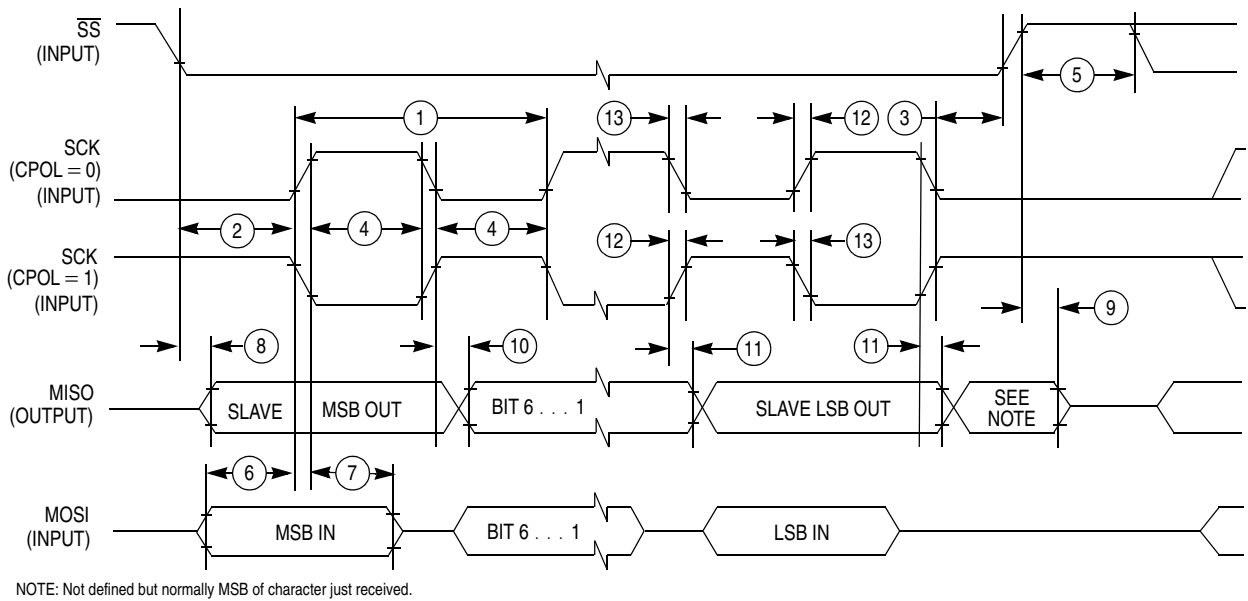 SS
(INPUT)
5
1
13
12
3
SCK
(CPOL = 0)
(INPUT)
2
4
4
12
13
SCK
(CPOL = 1)
(INPUT)
9
8
10
11
11
MISO
(OUTPUT)
SLAVE MSB OUT
BIT 6 . . . 1
SLAVE LSB OUT
SEE
NOTE
6
7
MOSI
(INPUT)
MSB IN
BIT 6 . . . 1
LSB IN
NOTE: Not defined but normally MSB of character just received.